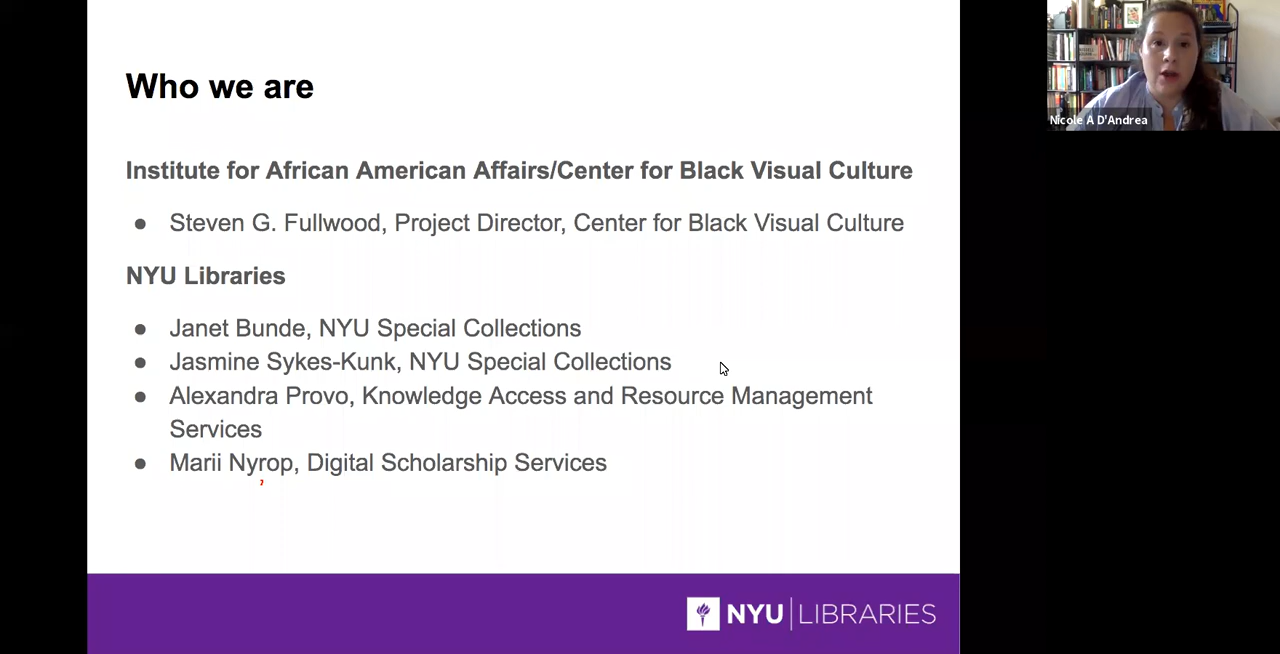 Who we are
Institute for African American Affairs/Center for Black Visual Culture
● Steven G. Fullwood, Project Director, Center for Black Visual Culture
NYU Libraries
● Janet Bunde, NYU Special Collections
● Jasmine Sykes-Kunk, NYU Special Collections
● Alexandra Provo, Knowledge Access and Resource Management
Services
● Marii Nyrop, Digital Scholarship Services
NYU | LIBRARIES
Nicole A D'Andrea